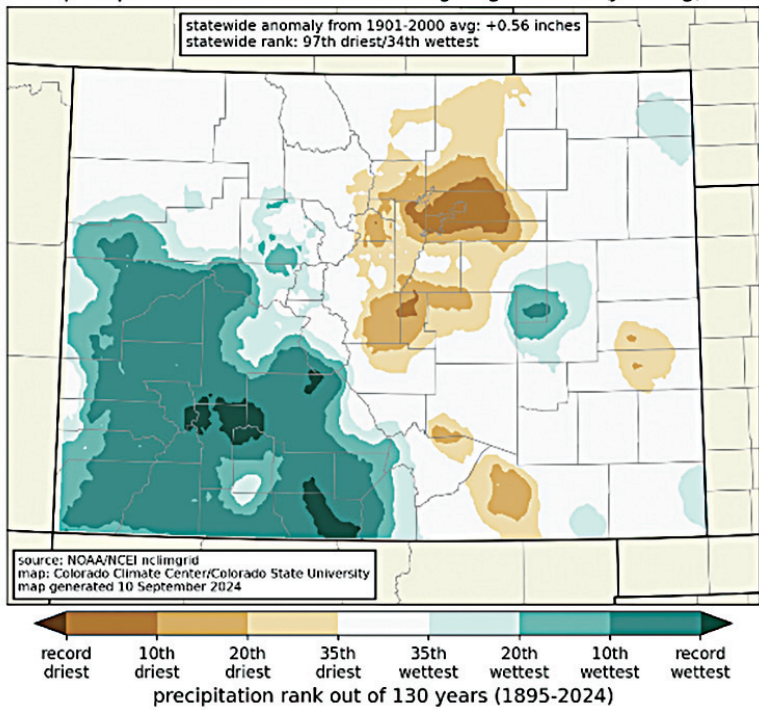 statewide anomaly from 1901-2000 avg: +0.56 inches
statewide rank: 97th driest/34th wettest
source: NOAA/NCEI nclimgrid
map: Colorado Climate Center/Colorado State University
map generated 10 September 2024
record driest
10th driest
20th driest
35th driest
35th wettest
20th wettest
10th wettest
record wettest
precipitation rank out of 130 years (1895-2024)